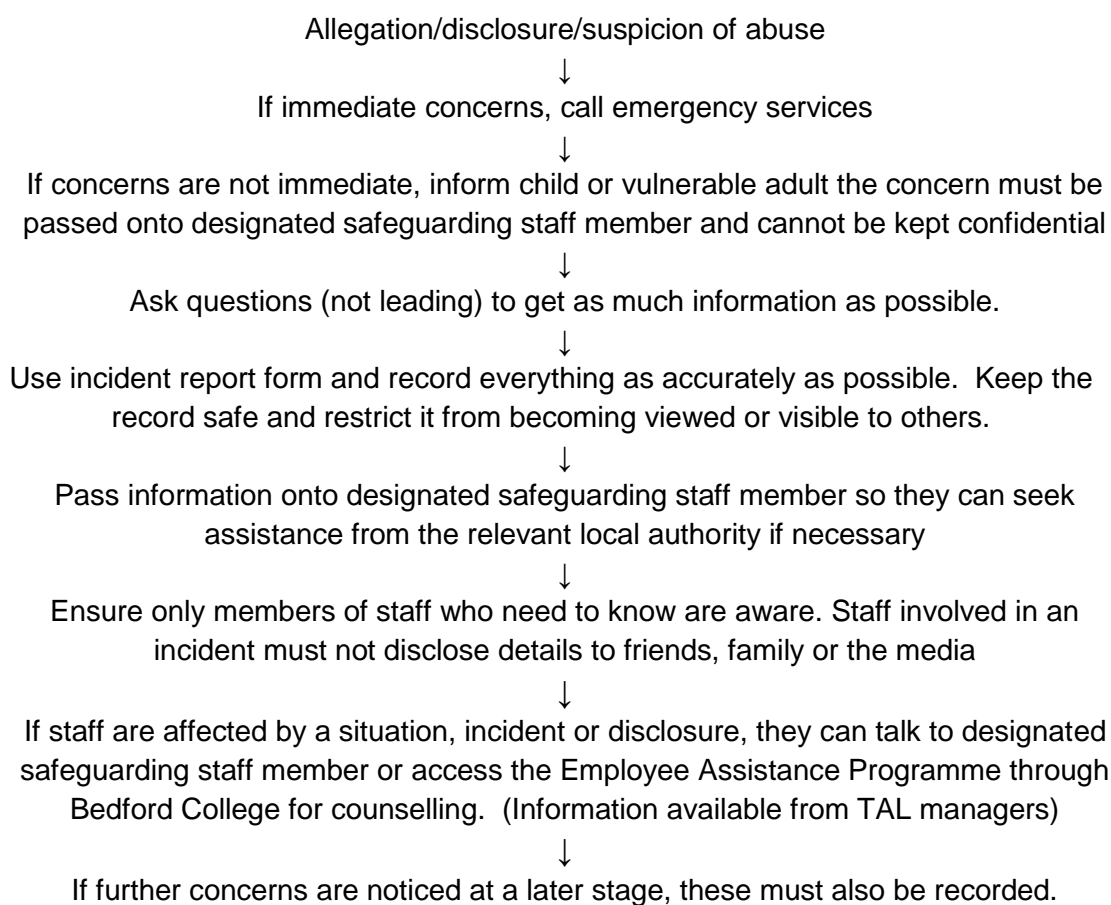 Allegation/disclosure/suspicion of abuse
↓
If immediate concerns, call emergency services
↓
If concerns are not immediate, inform child or vulnerable adult the concern must be
passed onto designated safeguarding staff member and cannot be kept confidential
↓
Ask questions (not leading) to get as much information as possible.
↓
Use incident report form and record everything as accurately as possible.  Keep the
record safe and restrict it from becoming viewed or visible to others.
↓
Pass information onto designated safeguarding staff member so they can seek
assistance from the relevant local authority if necessary
↓
Ensure only members of staff who need to know are aware. Staff involved in an
incident must not disclose details to friends, family or the media
↓
If staff are affected by a situation, incident or disclosure, they can talk to designated
safeguarding staff member or access the Employee Assistance Programme through
Bedford College for counselling.  (Information available from TAL managers)
↓
If further concerns are noticed at a later stage, these must also be recorded.